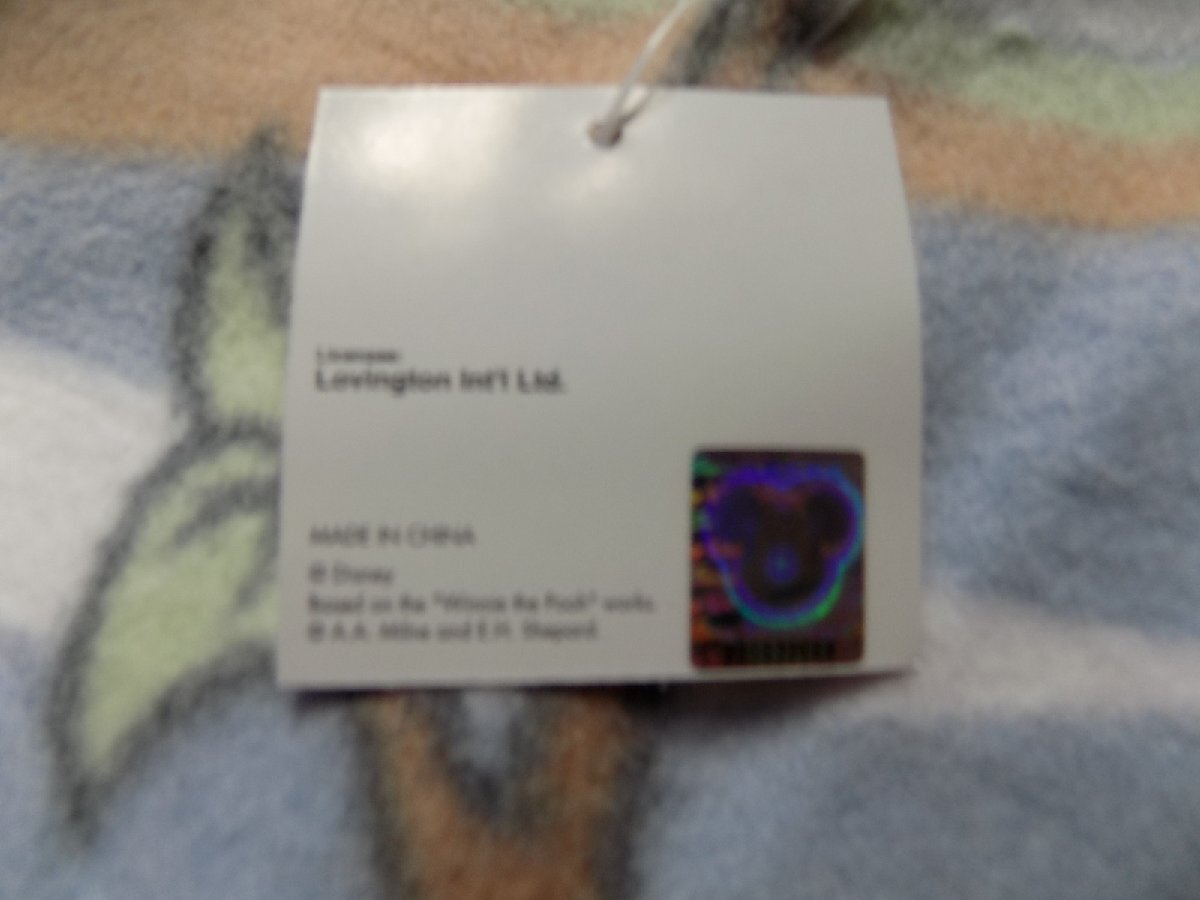 Licensee
Lovington Int'l Ltd.
MADE IN CHINA
© Disney
Based on the "Winnie the Pooh" works
© A.A. Milne and E.H. Shepard.